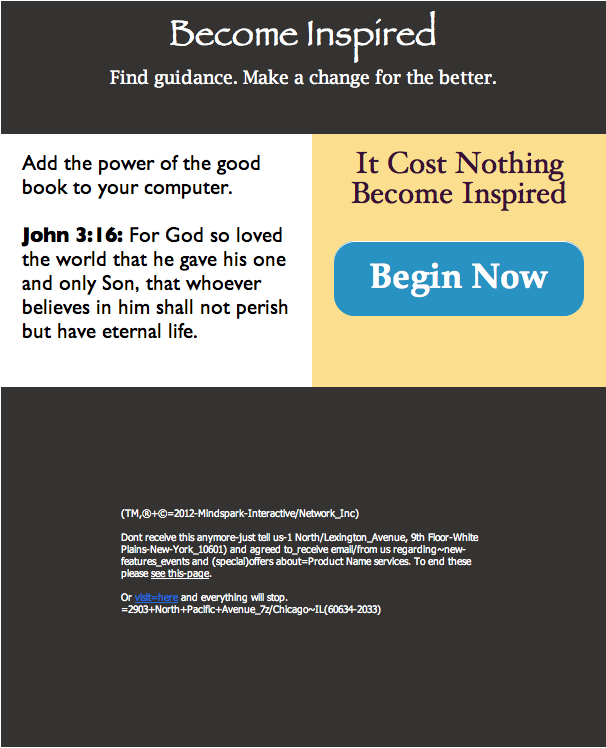 Become Inspired
Find guidance. Make a change for the better.
Add the power of the good
book to your computer.
John 3:16: For God so loved
the world that he gave his one
and only Son, that whoever
believes in him shall not perish
but have eternal life.
It Cost Nothing
Become Inspired
Begin Now
(TM,®+©=2012-Mindspark-Interactive/Network_Inc)
Dont receive this anymore-just tell us-1 North/Lexington_Avenue, 9th Floor-White
Plains-New-York_10601) and agreed to_receive email/from us regarding~new-
features_events and (special)offers about=Product Name services. To end these
please see this-page.
Or visit=here and everything will stop.
=2903+North+Pacific+Avenue_7z/Chicago~IL(60634-2033)